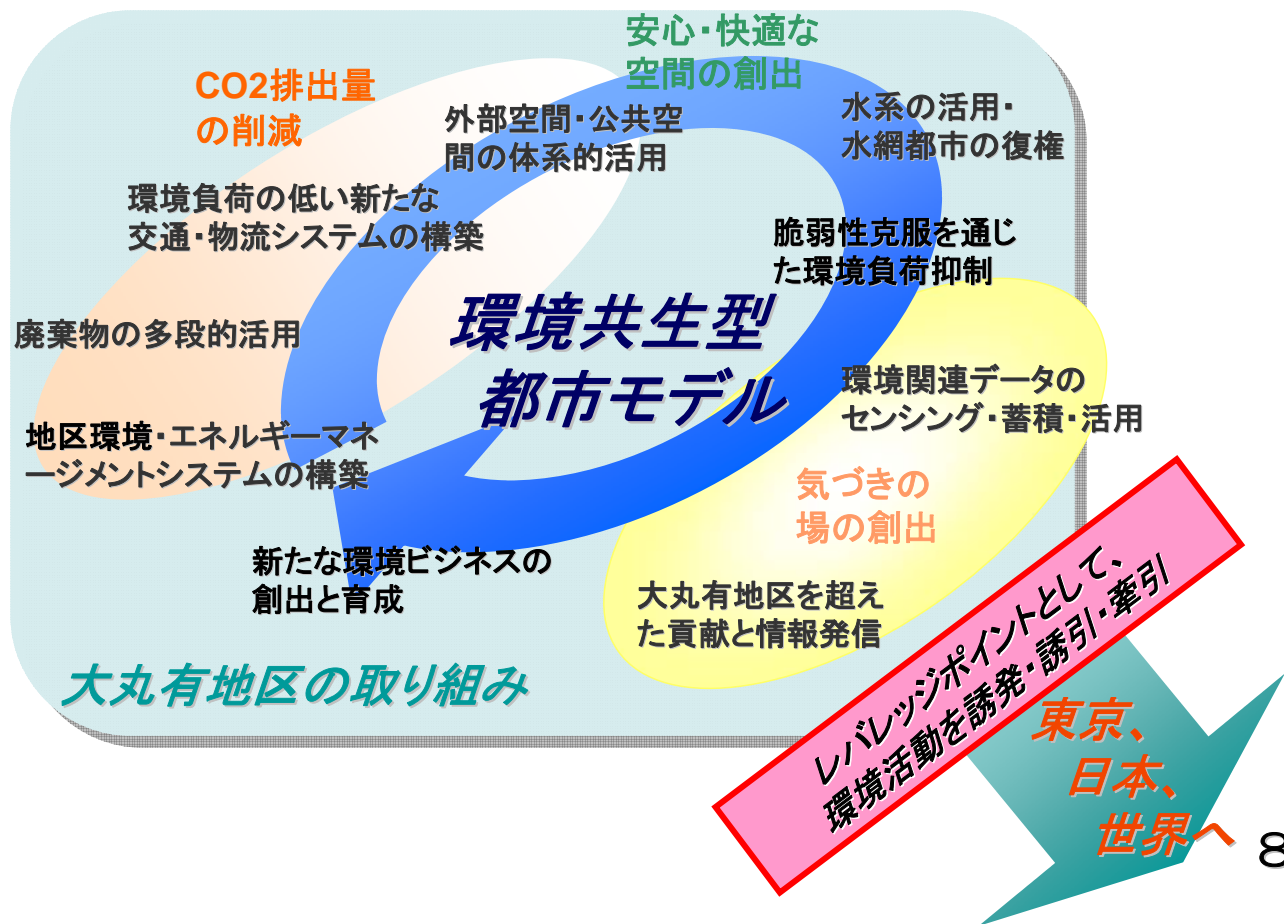 安心・快適な
空間の創出
CO2排出量
の削減
外部空間・公共空
間の体系的活用
水系の活用・
水網都市の復権
環境負荷の低い新たな
交通・物流システムの構築
脆弱性克服を通じ
た環境負荷抑制
環境共生型
都市モデル
廃棄物の多段的活用
環境関連データの
センシング・蓄積・活用
地区環境・エネルギーマネ
ージメントシステムの構築
気づきの
場の創出
新たな環境ビジネスの
創出と育成
大丸有地区を超え
た貢献と情報発信
大丸有地区の取り組み
レバレッジポイントとして、
環境活動を誘発・誘引・牽引
東京、
日本、
世界へ
8